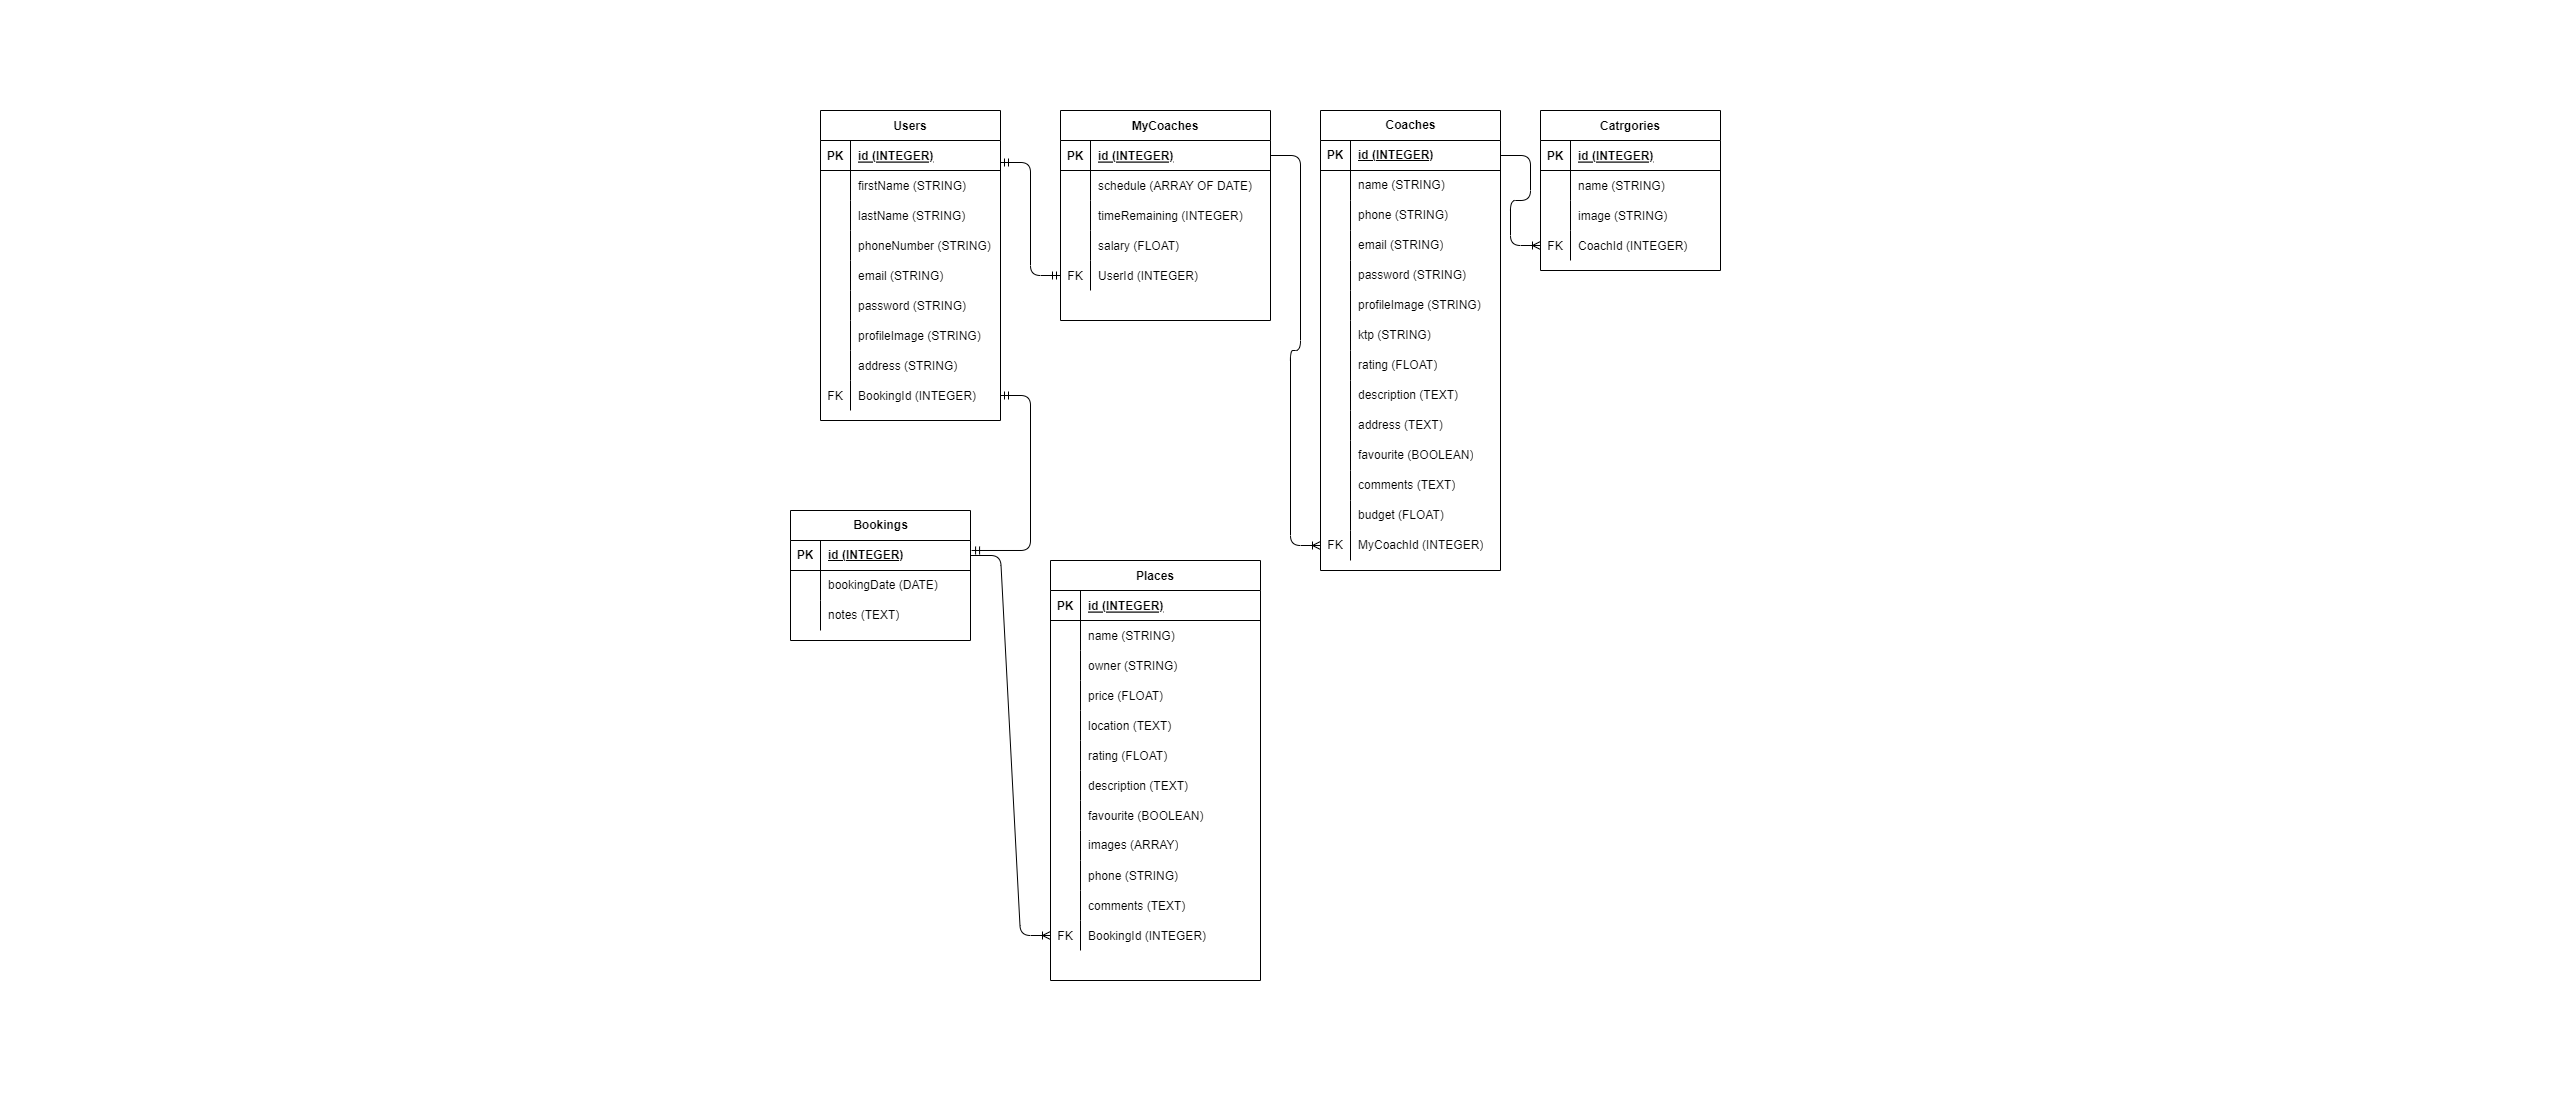 Users
PK id (INTEGER)
firstName (STRING)
lastName (STRING)
phoneNumber (STRING)
email (STRING)
password (STRING)
profileImage (STRING)
address (STRING)
FK BookingId (INTEGER)
MyCoaches
PK id (INTEGER)
schedule (ARRAY OF DATE)
timeRemaining (INTEGER)
salary (FLOAT)
FK UserId (INTEGER)
Coaches
PK id (INTEGER)
name (STRING)
phone (STRING)
email (STRING)
password (STRING)
profileImage (STRING)
ktp (STRING)
rating (FLOAT)
description (TEXT)
address (TEXT)
favourite (BOOLEAN)
comments (TEXT)
budget (FLOAT)
FK MyCoachId (INTEGER)
Catrgories
PK id (INTEGER)
name (STRING)
image (STRING)
FK CoachId (INTEGER)
Bookings
PK id (INTEGER)
bookingDate (DATE)
notes (TEXT)
Places
PK id (INTEGER)
name (STRING)
owner (STRING)
price (FLOAT)
location (TEXT)
rating (FLOAT)
description (TEXT)
favourite (BOOLEAN)
images (ARRAY)
phone (STRING)
comments (TEXT)
FK BookingId (INTEGER)